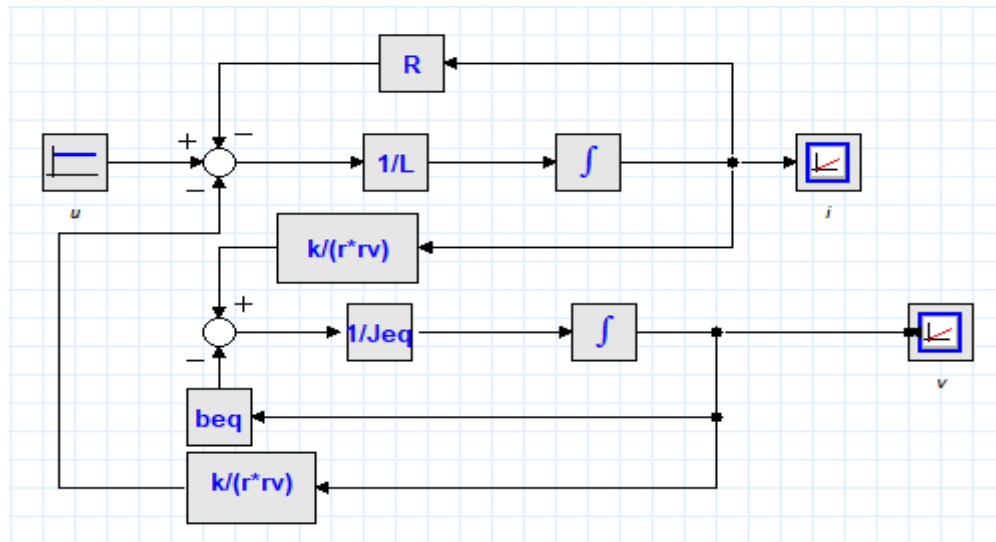 R
+
−
1/L
∫
−
u
i
k/(r*rv)
+
1/Jeq
∫
−
v
beq
k/(r*rv)